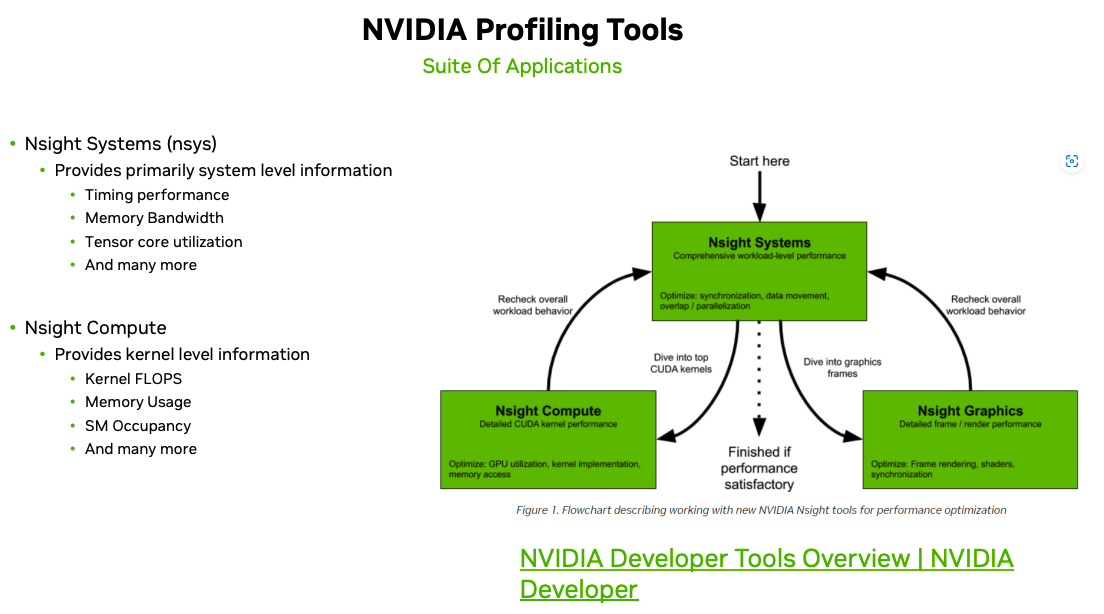 NVIDIA Profiling Tools
Suite Of Applications
• Nsight Systems (nsys)
• Provides primarily system level information
• Timing performance
• Memory Bandwidth
• Tensor core utilization
• And many more
• Nsight Compute
• Provides kernel level information
• Kernel FLOPS
• Memory Usage
• SM Occupancy
• And many more
Start here
Nsight Systems
Comprehensive workload-level performance
Optimize: synchronization, data movement,
overlap / parallelization
Recheck overall
workload behavior
Recheck overall
workload behavior
Dive into top
CUDA kernels
Dive into graphics
frames
Nsight Compute
Detailed CUDA kernel performance
Optimize: GPU utilization, kernel implementation,
memory access
Finished if
performance
satisfactory
Nsight Graphics
Detailed frame / render performance
Optimize: Frame rendering, shaders,
synchronization
Figure 1. Flowchart describing working with new NVIDIA Nsight tools for performance optimization
NVIDIA Developer Tools Overview | NVIDIA
Developer